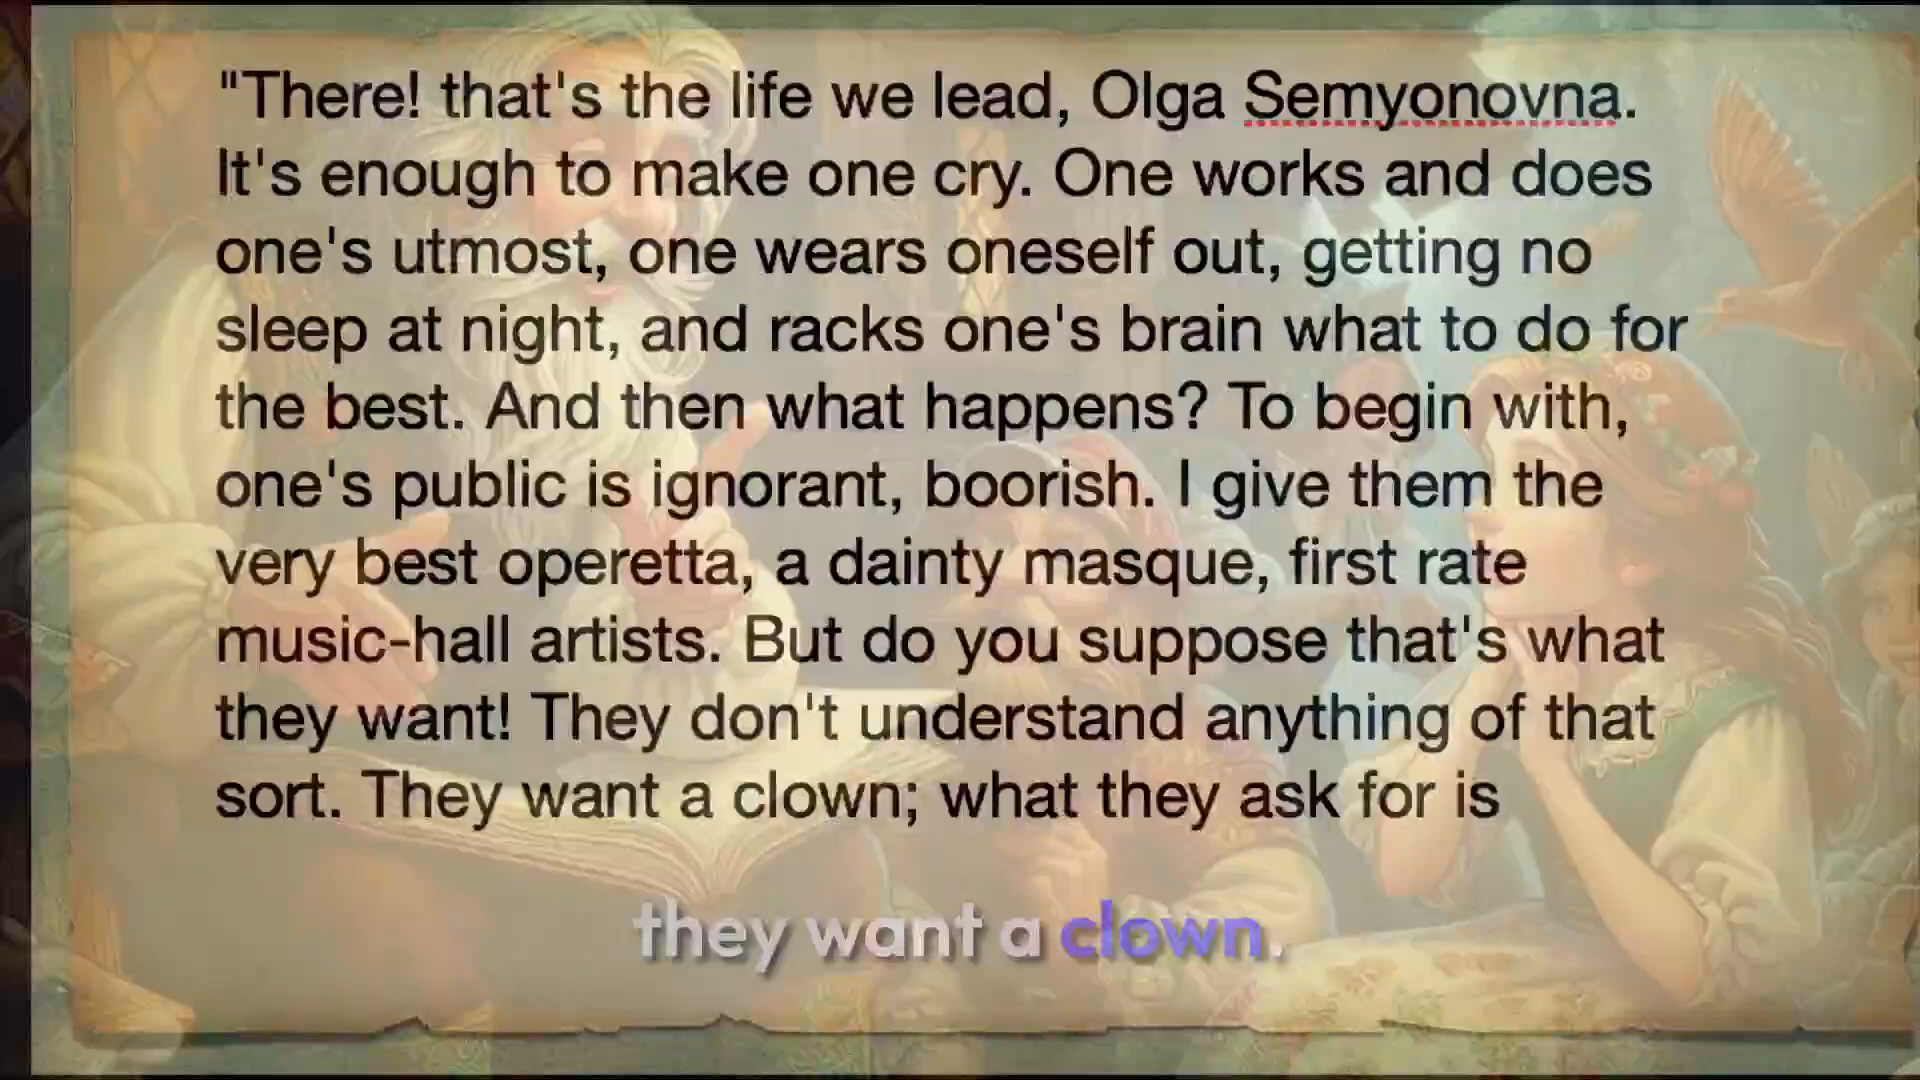 "There! that's the life we lead, Olga Semyonovna.
It's enough to make one cry. One works and does
one's utmost, one wears oneself out, getting no
sleep at night, and racks one's brain what to do for
the best. And then what happens? To begin with,
one's public is ignorant, boorish. I give them the
very best operetta, a dainty masque, first rate
music-hall artists. But do you suppose that's what
they want! They don't understand anything of that
sort. They want a clown; what they ask for is
they want a clown.